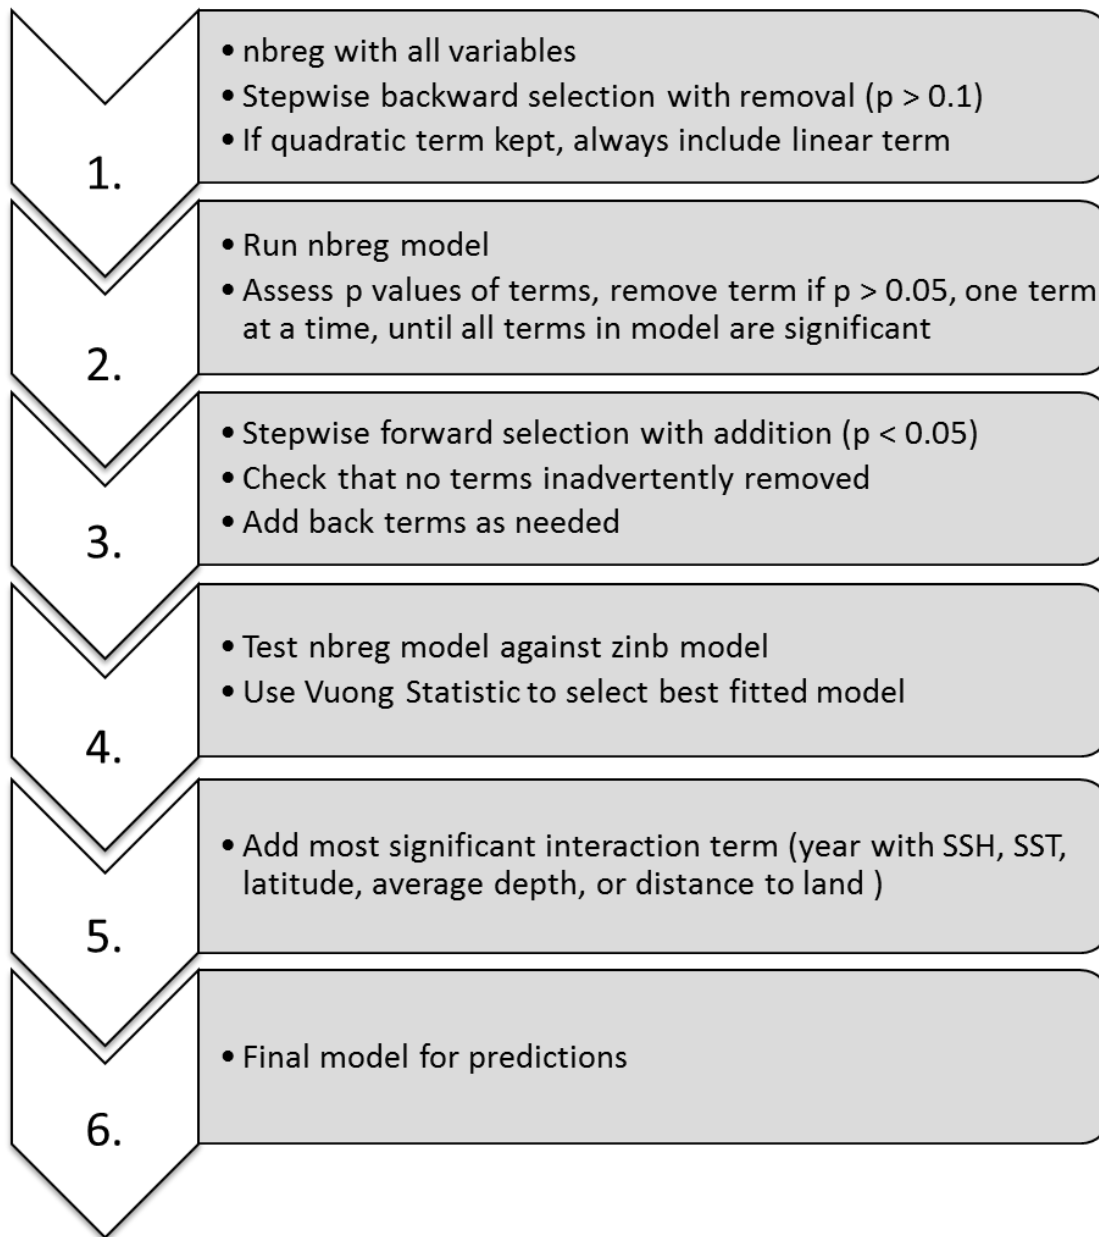 1.
• nbreg with all variables
• Stepwise backward selection with removal (p > 0.1)
• If quadratic term kept, always include linear term
2.
• Run nbreg model
• Assess p values of terms, remove term if p > 0.05, one term
at a time, until all terms in model are significant
3.
• Stepwise forward selection with addition (p < 0.05)
• Check that no terms inadvertently removed
• Add back terms as needed
4.
• Test nbreg model against zinb model
• Use Vuong Statistic to select best fitted model
5.
• Add most significant interaction term (year with SSH, SST,
latitude, average depth, or distance to land )
6.
• Final model for predictions